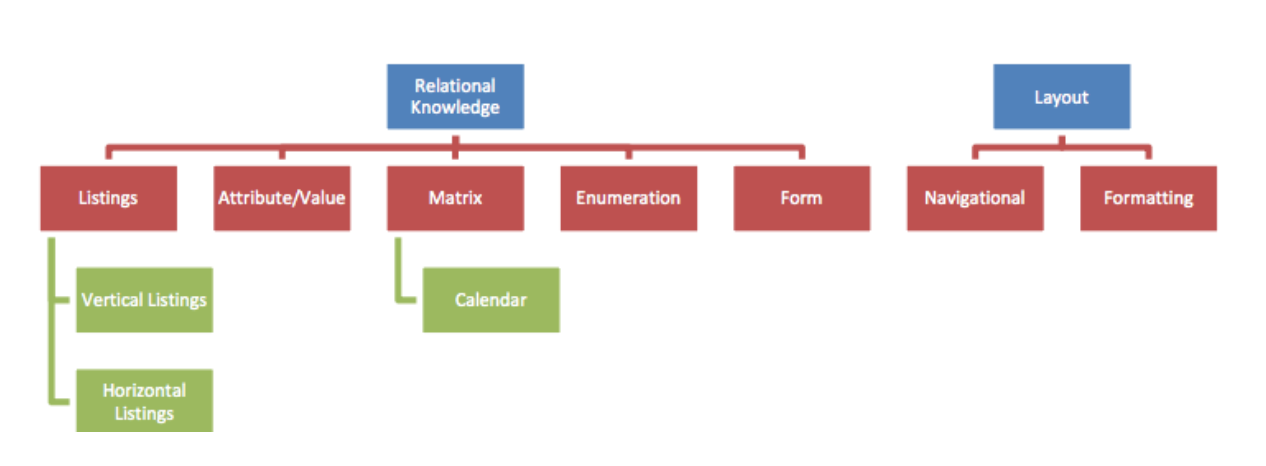 Relational
Knowledge
Layout
Listings
Attribute/Value
Matrix
Enumeration
Form
Navigational
Formatting
Vertical Listings
Calendar
Horizontal
Listings